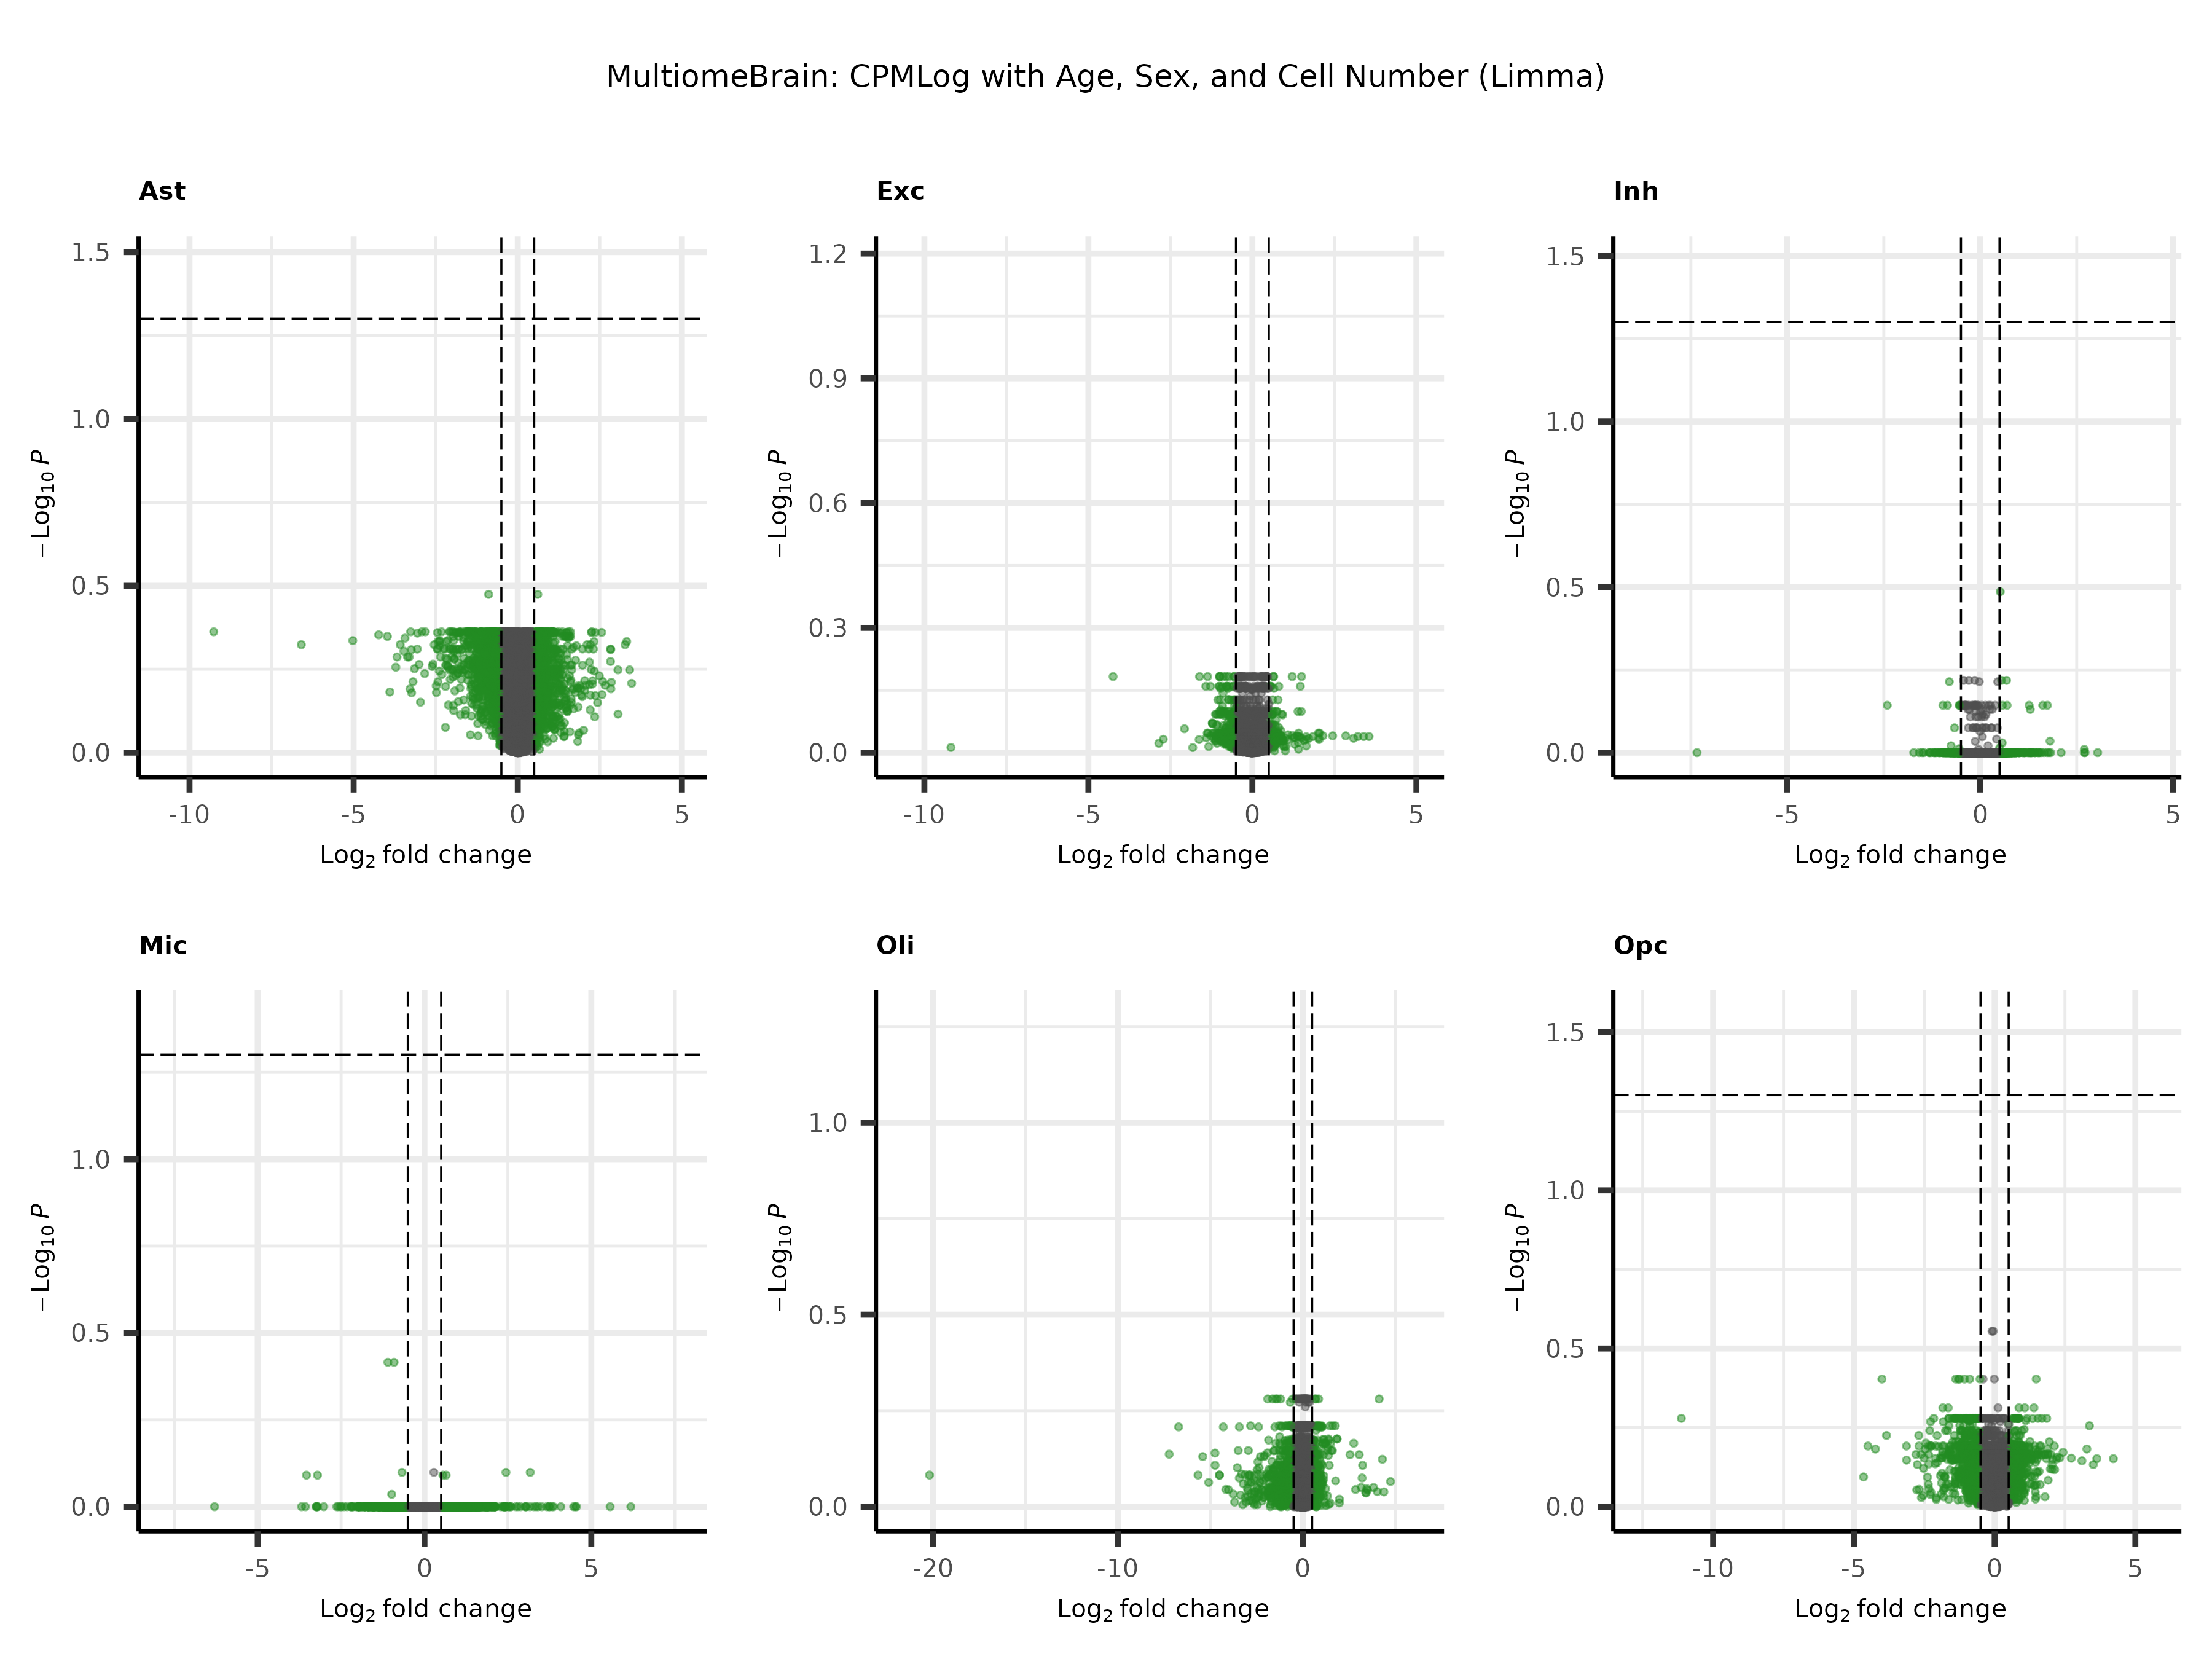 MultiomeBrain: CPMLog with Age, Sex, and Cell Number (Limma)
Ast
1.5
1.0
0.5
0.0
−Log10 P
-10 -5 0 5
Log2 fold change
Exc
1.2
0.9
0.6
0.3
0.0
−Log10 P
-10 -5 0 5
Log2 fold change
Inh
1.5
1.0
0.5
0.0
−Log10 P
-5 0 5
Log2 fold change
Mic
1.0
0.5
0.0
−Log10 P
-5 0 5
Log2 fold change
Oli
1.0
0.5
0.0
−Log10 P
-20 -10 0
Log2 fold change
Opc
1.5
1.0
0.5
0.0
−Log10 P
-10 -5 0 5
Log2 fold change